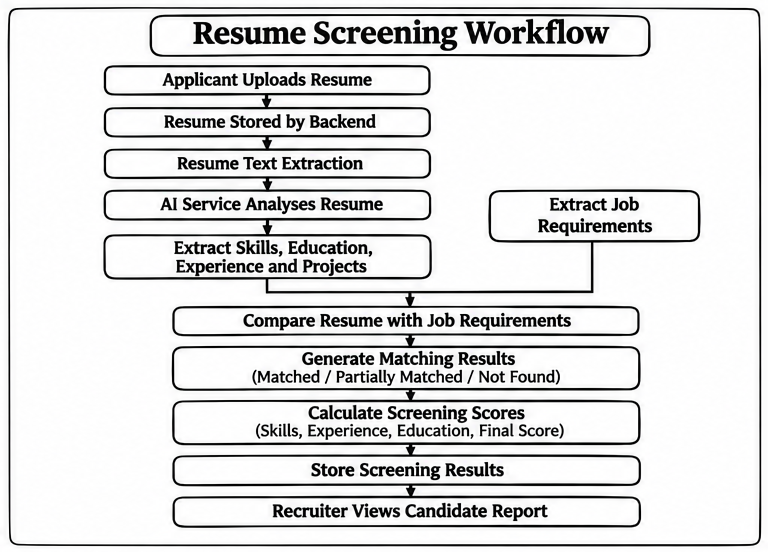 Resume Screening Workflow
Applicant Uploads Resume
Resume Stored by Backend
Resume Text Extraction
AI Service Analyses Resume
Extract Skills, Education,
Experience and Projects
Extract Job
Requirements
Compare Resume with Job Requirements
Generate Matching Results
(Matched / Partially Matched / Not Found)
Calculate Screening Scores
(Skills, Experience, Education, Final Score)
Store Screening Results
Recruiter Views Candidate Report